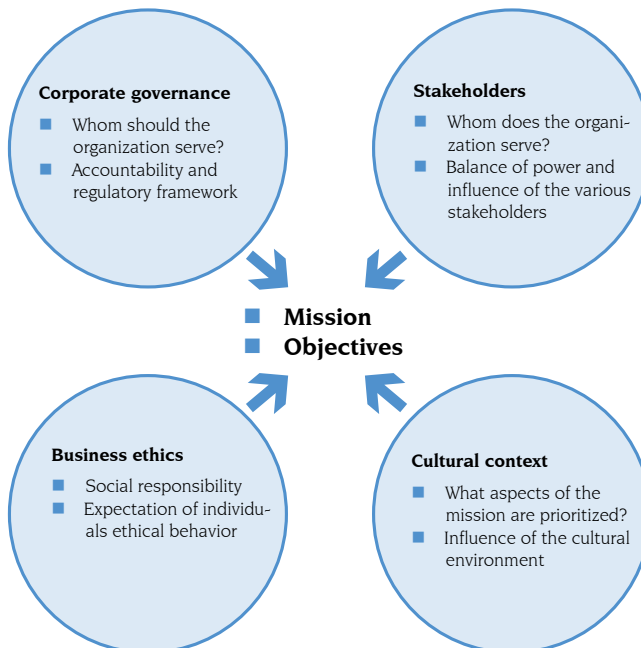 Corporate governance
■ Whom should the
organization serve?
■ Accountability and
regulatory framework
Stakeholders
■ Whom does the organi-
zation serve?
■ Balance of power and
influence of the various
stakeholders
■ Mission
■ Objectives
Business ethics
■ Social responsibility
■ Expectation of individu-
als ethical behavior
Cultural context
■ What aspects of the
mission are prioritized?
■ Influence of the cultural
environment